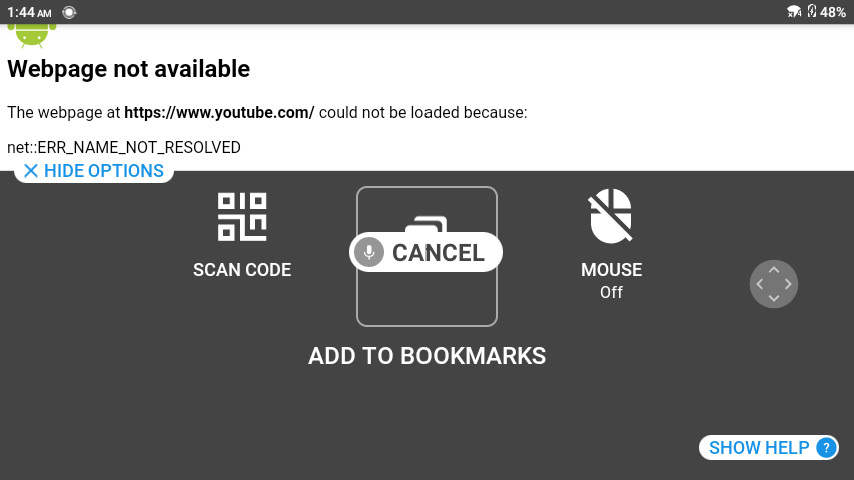 1:44 AM
48%
Webpage not available
The webpage at https://www.youtube.com/ could not be loaded because:
net::ERR_NAME_NOT_RESOLVED
HIDE OPTIONS
CANCEL
SCAN CODE
MOUSE
Off
ADD TO BOOKMARKS
SHOW HELP ?